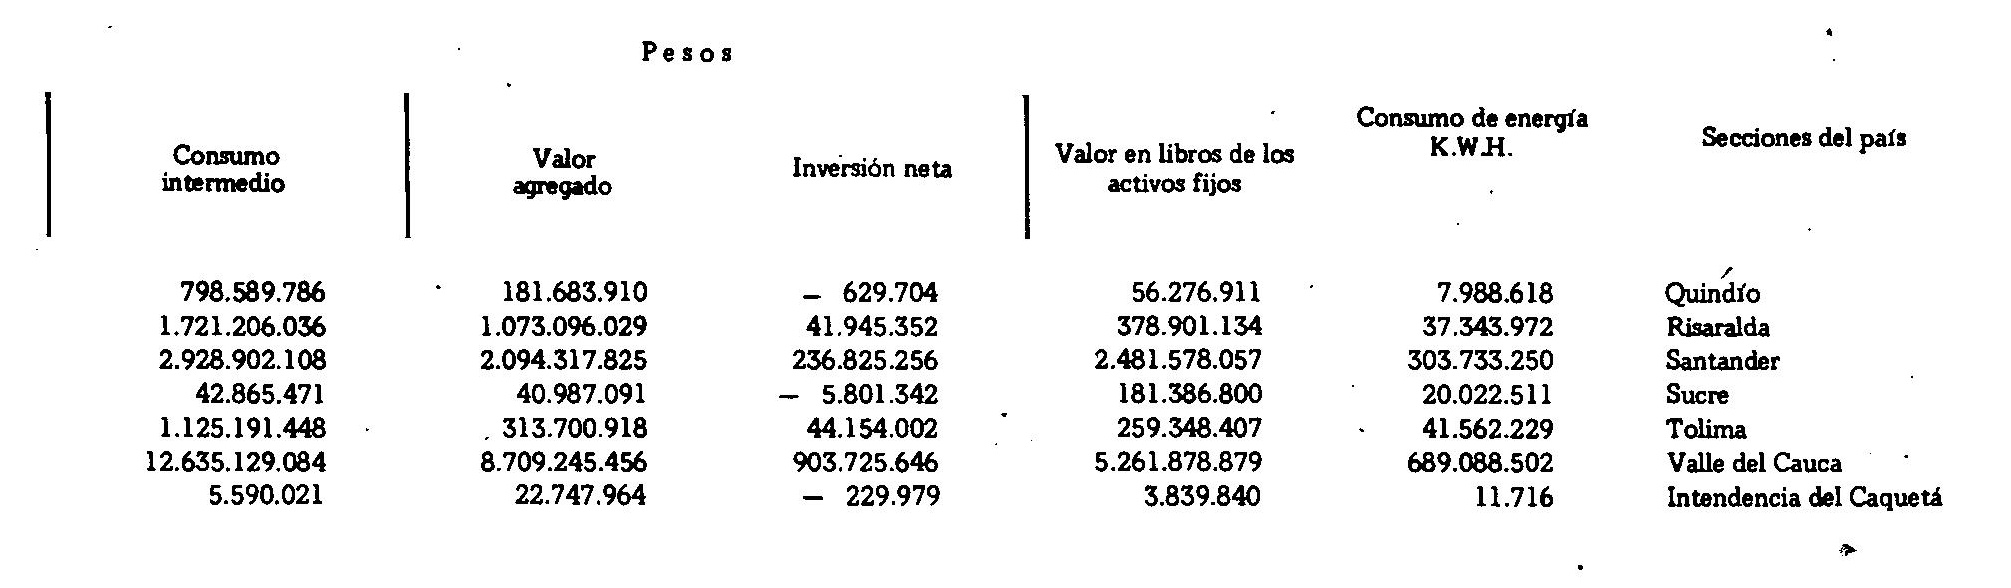 Pesos
Consumo intermedio Valor agregado Inversión neta Valor en libros de los activos fijos Consumo de energía K.W.H. Secciones del país
798.589.786 181.683.910 — 629.704 56.276.911 7.988.618 Quindío
1.721.206.036 1.073.096.029 41.945.352 378.901.134 37.343.972 Risaralda
2.928.902.108 2.094.317.825 236.825.256 2.481.578.057 303.733.250 Santander
42.865.471 40.987.091 — 5.801.342 181.386.800 20.022.511 Sucre
1.125.191.448 313.700.918 44.154.002 259.348.407 41.562.229 Tolima
12.635.129.084 8.709.245.456 903.725.646 5.261.878.879 689.088.502 Valle del Cauca
5.590.021 22.747.964 — 229.979 3.839.840 11.716 Intendencia del Caquetá